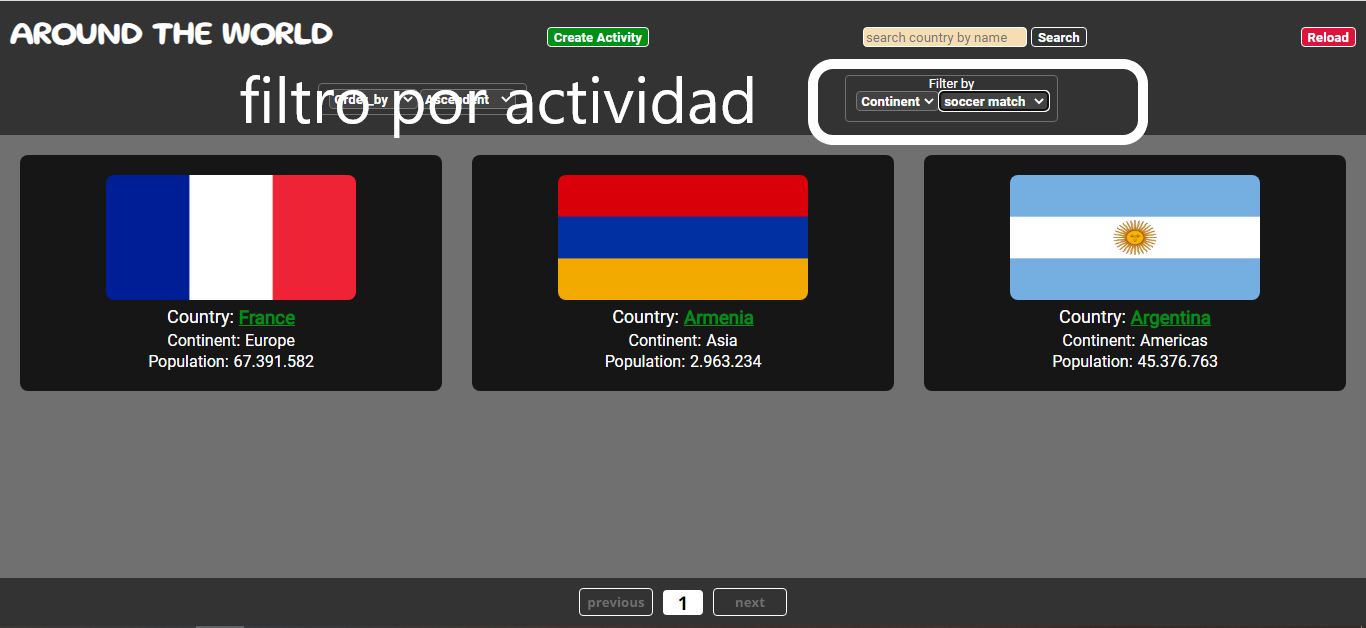 AROUND THE WORLD
Create Activity
search country by name Search
Reload
filtro por actividad
Order_by Ascendent
Filter by
Continent soccer match
Country: France
Continent: Europe
Population: 67.391.582
Country: Armenia
Continent: Asia
Population: 2.963.234
Country: Argentina
Continent: Americas
Population: 45.376.763
previous 1 next